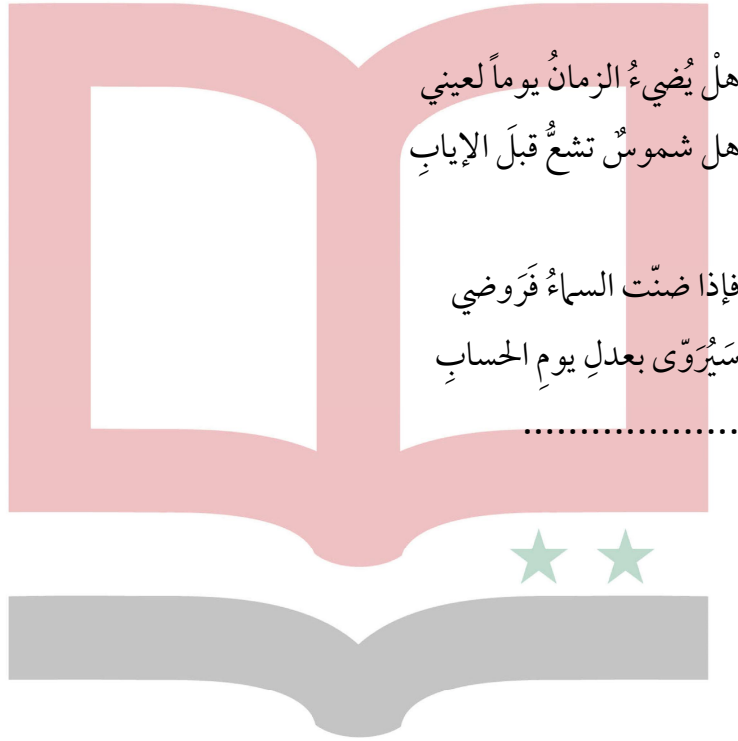 هلْ يُضيءُ الزمانُ يوماً لعيني
هل شموسٌ تشعُّ قبلَ الإيابِ
فإذا ضنّت السماءُ فَرَوضي
سَيُرَوّى بعدلِ يومِ الحسابِ
...................